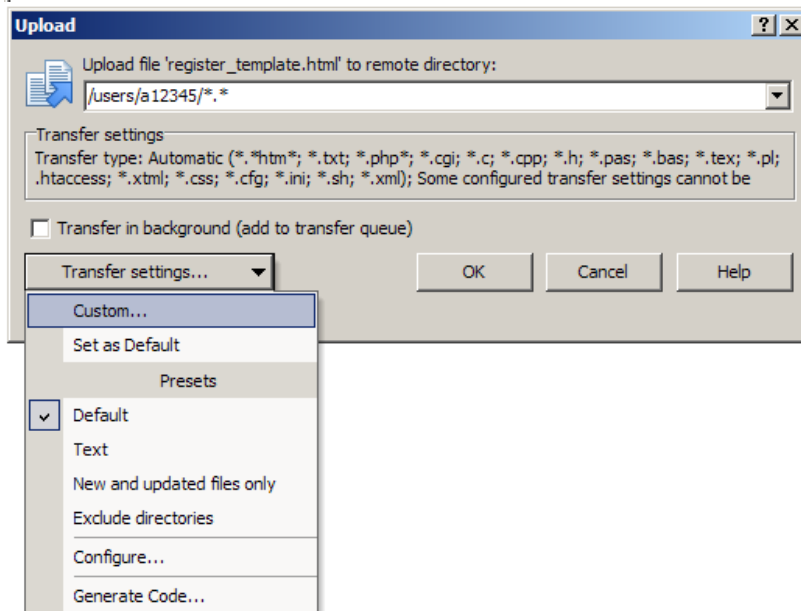 Upload
Upload file 'register_template.html' to remote directory:
/users/a12345/*.*
Transfer settings
Transfer type: Automatic (*.*htm*; *.txt; *.php*; *.cgi; *.c; *.cpp; *.h; *.pas; *.bas; *.tex; *.pl;
.htaccess; *.xtml; *.css; *.cfg; *.ini; *.sh; *.xml); Some configured transfer settings cannot be
Transfer in background (add to transfer queue)
Transfer settings... OK Cancel Help
Custom...
Set as Default
Presets
Default
Text
New and updated files only
Exclude directories
Configure...
Generate Code...